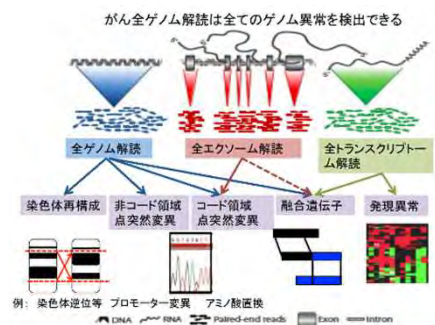 がん全ゲノム解読は全てのゲノム異常を検出できる
全ゲノム解読
全エクソーム解読
全トランスクリプトーム解読
染色体再構成
非コード領域
点突然変異
コード領域
点突然変異
融合遺伝子
発現異常
例: 染色体逆位等 プロモーター変異 アミノ酸置換
DNA RNA Paired-end reads Exon Intron